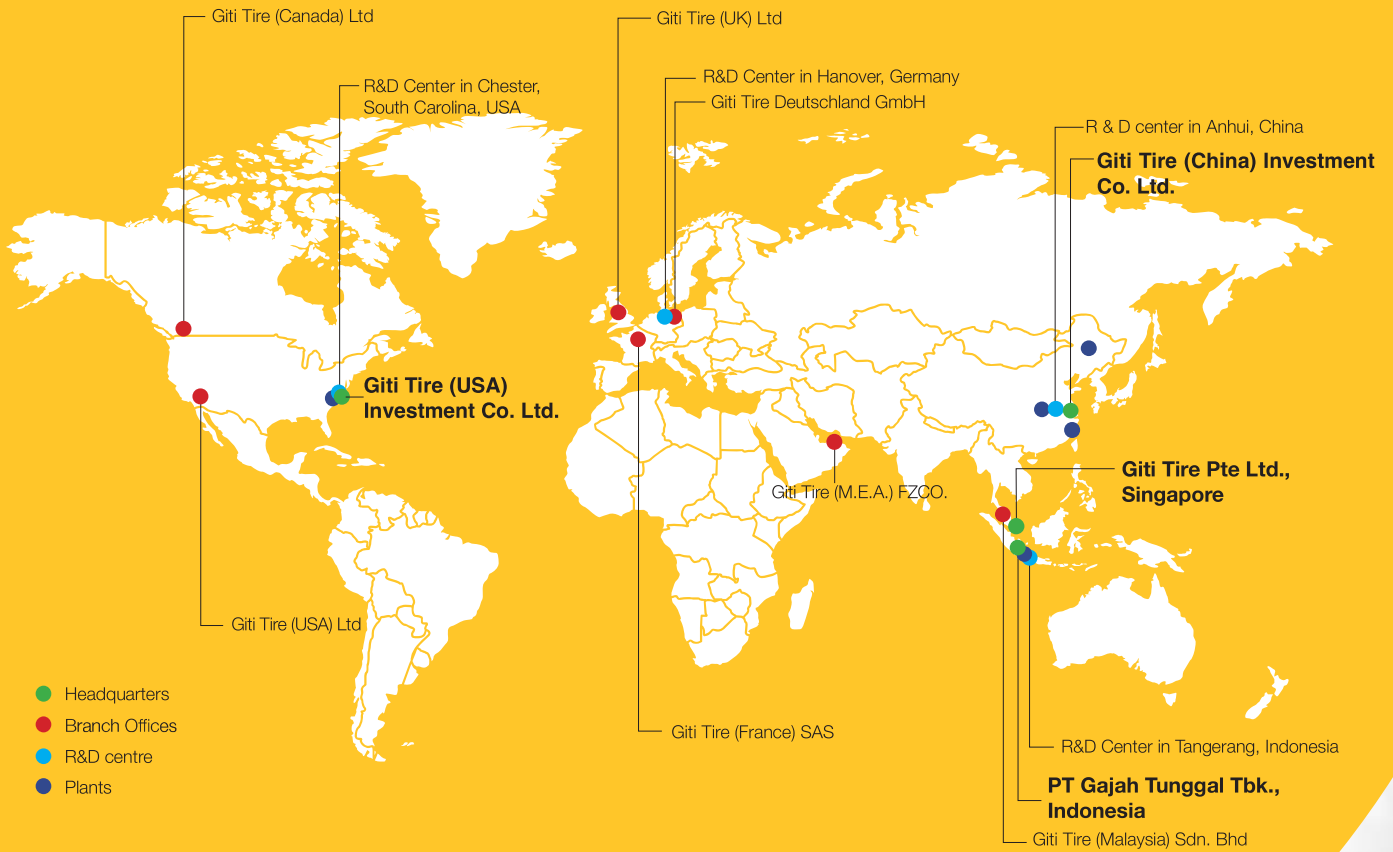 Giti Tire (Canada) Ltd
Giti Tire (UK) Ltd
R&D Center in Chester,
South Carolina, USA
R&D Center in Hanover, Germany
Giti Tire Deutschland GmbH
R & D center in Anhui, China
Giti Tire (China) Investment
Co. Ltd.
Giti Tire (USA)
Investment Co. Ltd.
Giti Tire (M.E.A.) FZCO.
Giti Tire Pte Ltd.,
Singapore
Giti Tire (USA) Ltd
Headquarters
Branch Offices
R&D centre
Plants
Giti Tire (France) SAS
R&D Center in Tangerang, Indonesia
PT Gajah Tunggal Tbk.,
Indonesia
Giti Tire (Malaysia) Sdn. Bhd